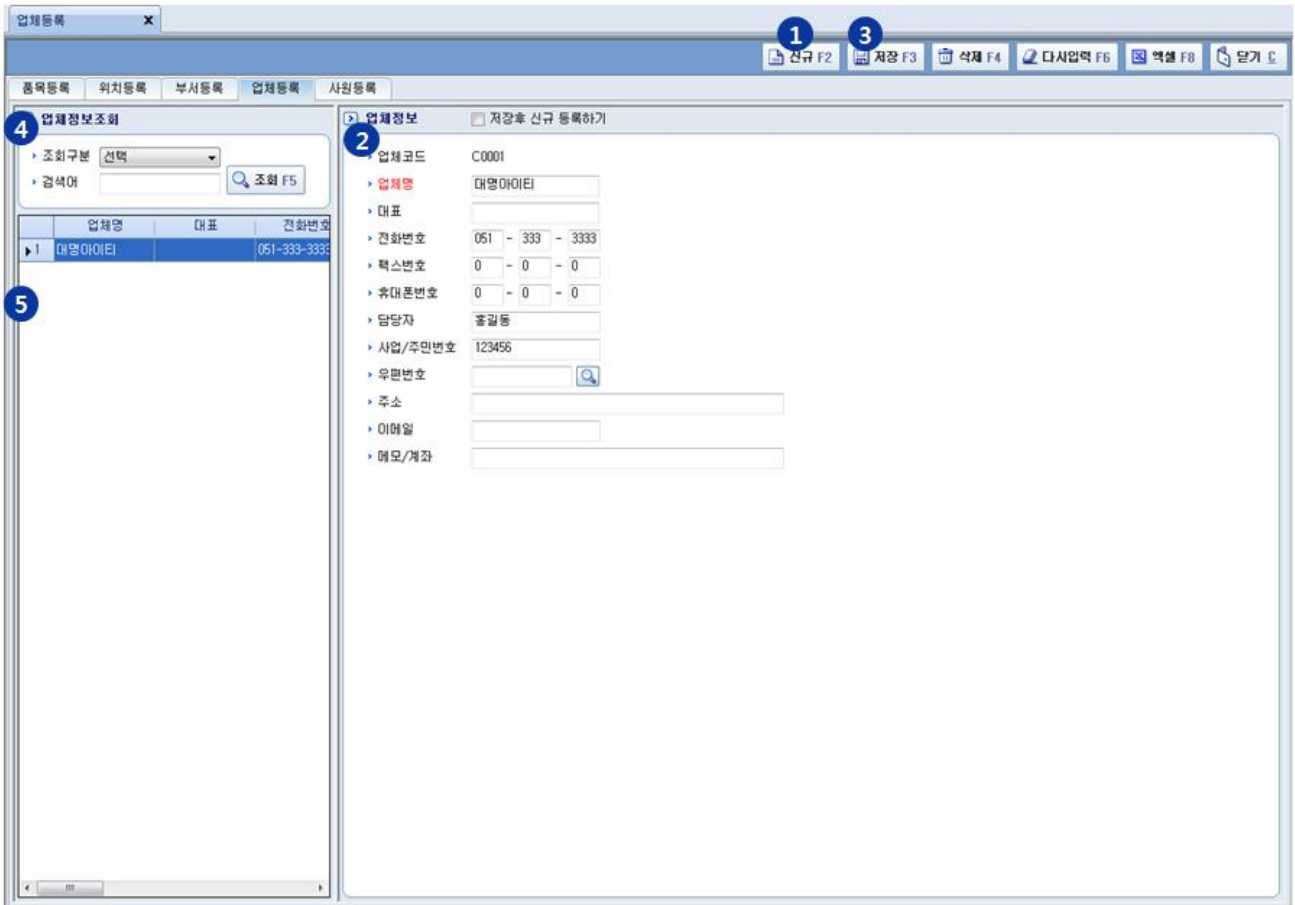 업체등록 x
1 3
신규 F2 저장 F3 삭제 F4 다시입력 F6 엑셀 F8 닫기 C
품목등록 위치등록 부서등록 업체등록 사원등록
4 업체정보조회
조회구분 선택
검색어 조회 F5
업체명 대표 전화번호
1 대명아이티 051-333-3333
5
업체정보 저장후 신규 등록하기
2
업체코드 C0001
업체명 대명아이티
대표
전화번호 051 - 333 - 3333
팩스번호 0 - 0 - 0
휴대폰번호 0 - 0 - 0
담당자 홍길동
사업/주민번호 123456
우편번호
주소
이메일
메모/계좌